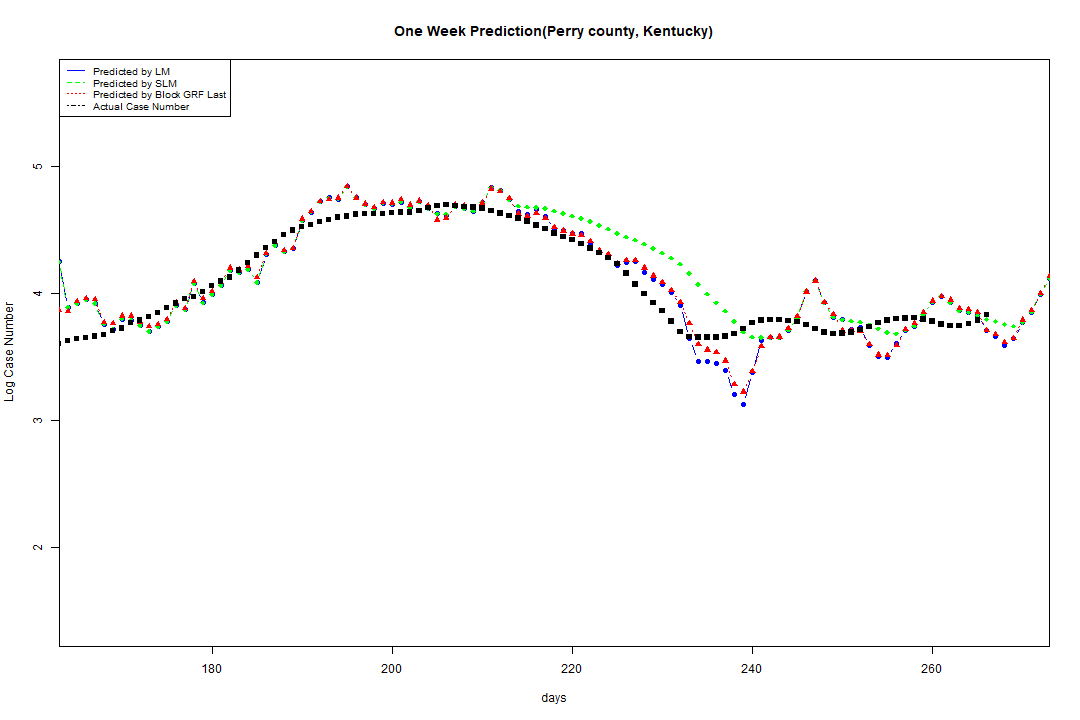 One Week Prediction(Perry county, Kentucky)
Predicted by LM
Predicted by SLM
Predicted by Block GRF Last
Actual Case Number
5
4
3
2
Log Case Number
180 200 220 240 260
days